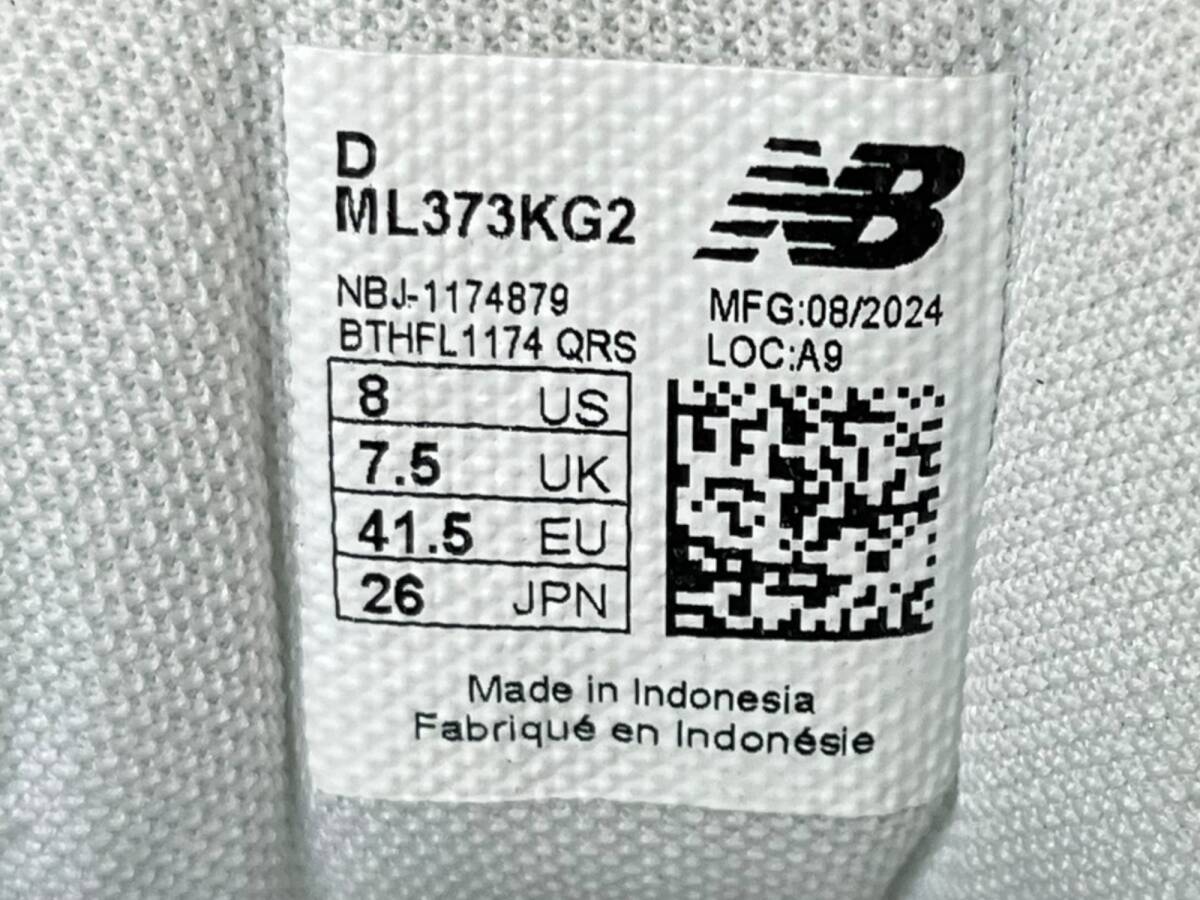 D
ML373KG2
NB
NBJ-1174879
BTHFL1174 QRS
MFG:08/2024
LOC:A9
8 US
7.5 UK
41.5 EU
26 JPN
Made in Indonesia
Fabriqué en Indonésie